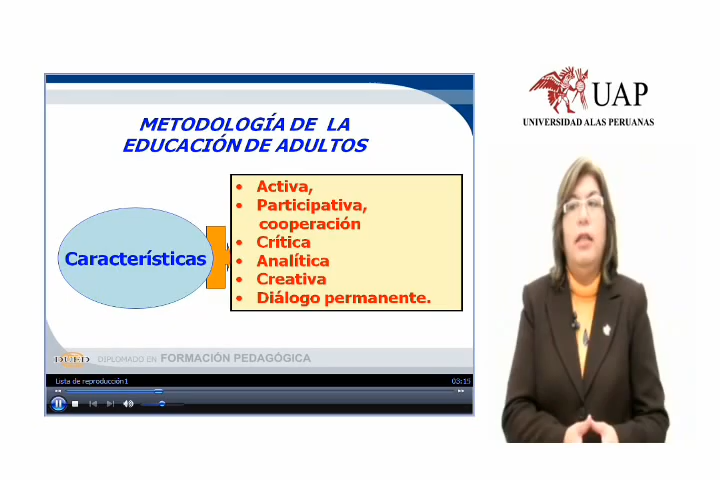 METODOLOGÍA DE LA
EDUCACIÓN DE ADULTOS
Características
• Activa,
• Participativa,
cooperación
• Crítica
• Analítica
• Creativa
• Diálogo permanente.
DUED DIPLOMADO EN FORMACIÓN PEDAGÓGICA
Lista de reproducción1 03:15
UAP
UNIVERSIDAD ALAS PERUANAS